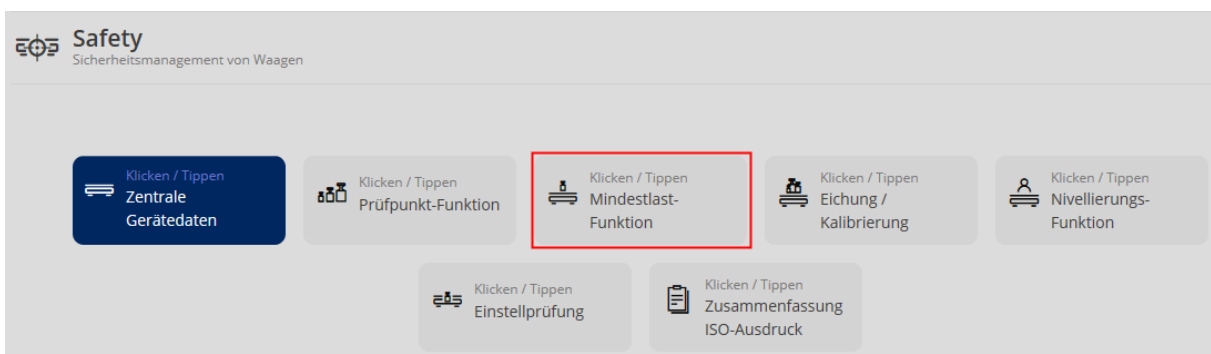 Safety
Sicherheitsmanagement von Waagen
Klicken / Tippen
Zentrale
Gerätedaten
Klicken / Tippen
Prüfpunkt-Funktion
Klicken / Tippen
Mindestlast-
Funktion
Klicken / Tippen
Eichung /
Kalibrierung
Klicken / Tippen
Nivellierungs-
Funktion
Klicken / Tippen
Einstellprüfung
Klicken / Tippen
Zusammenfassung
ISO-Ausdruck